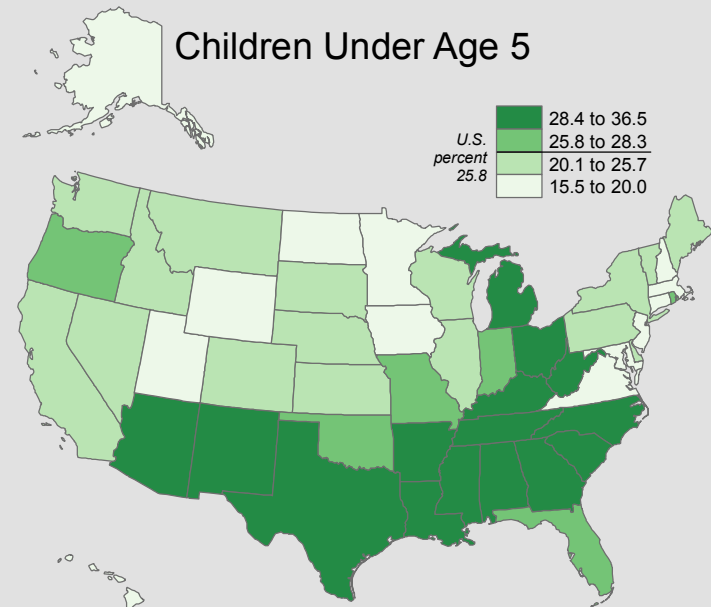 Children Under Age 5
U.S.
percent
25.8
28.4 to 36.5
25.8 to 28.3
20.1 to 25.7
15.5 to 20.0